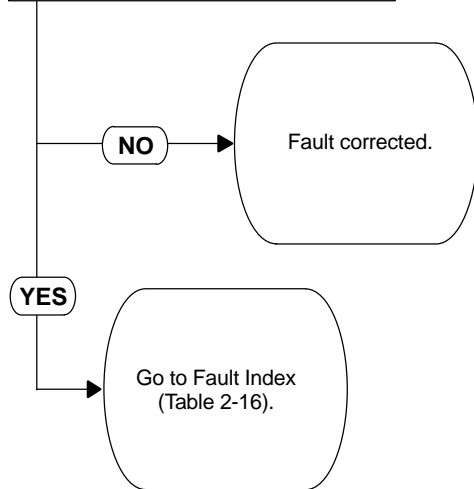 NO
Fault corrected.
YES
Go to Fault Index
(Table 2-16).